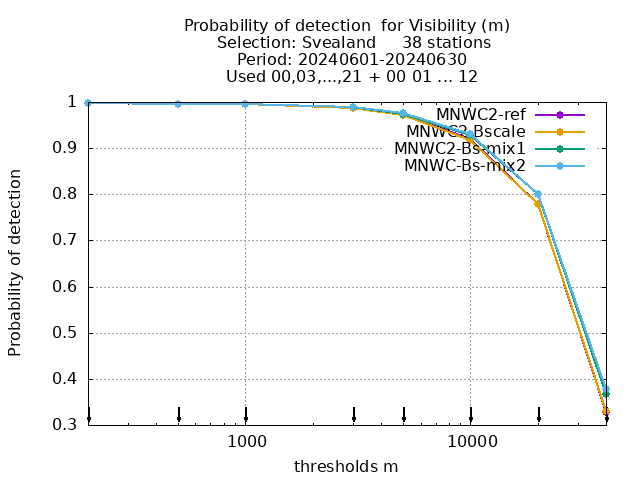 Probability of detection  for Visibility (m)
Selection: Svealand     38 stations
Period: 20240601-20240630
Used 00,03,...,21 + 00 01 ... 12
Probability of detection
1
0.9
0.8
0.7
0.6
0.5
0.4
0.3
MNWC2-ref
MNWC2-Bscale
MNWC2-Bs-mix1
MNWC-Bs-mix2
1000
10000
thresholds m